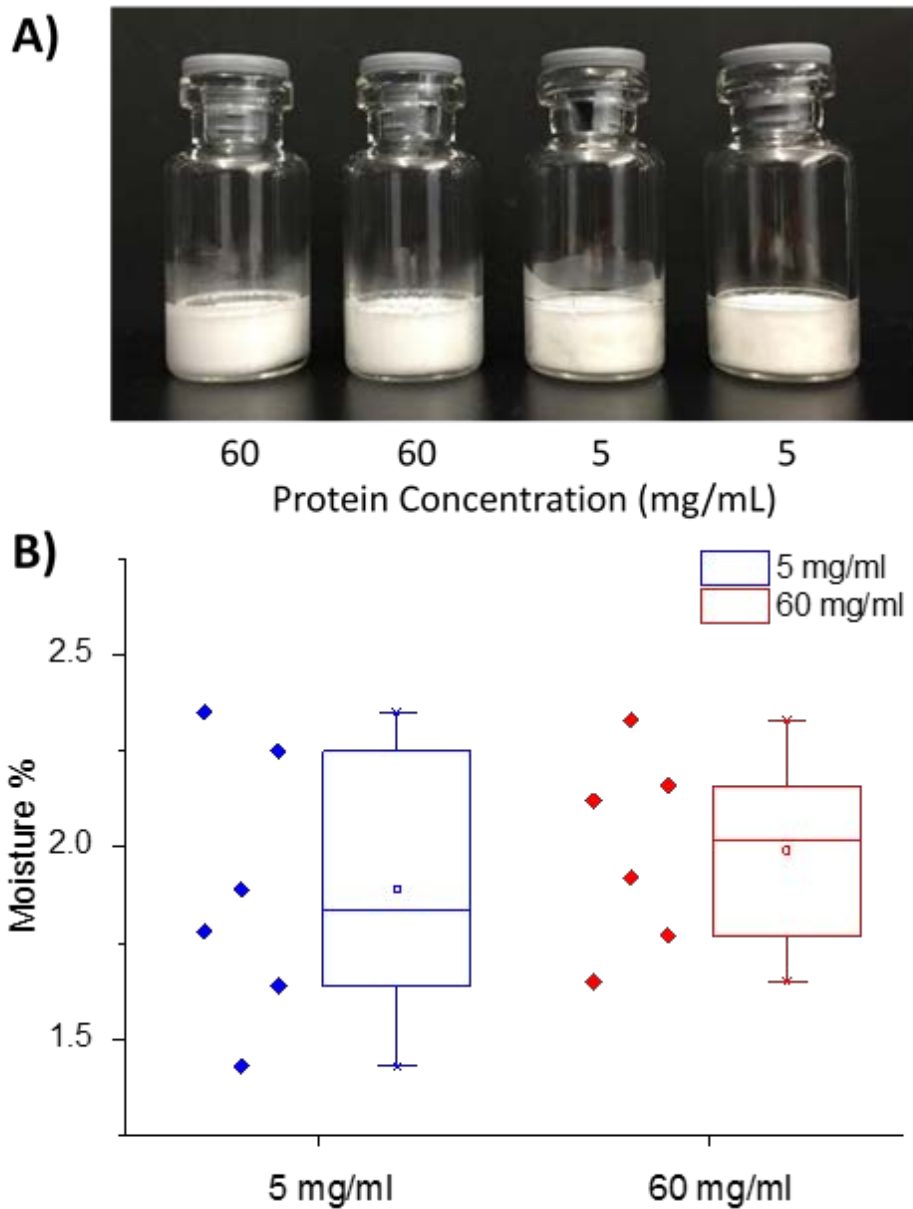 A)
60 60 5 5
Protein Concentration (mg/mL)
B)
5 mg/ml
60 mg/ml
2.5
2.0
1.5
Moisture %
5 mg/ml 60 mg/ml